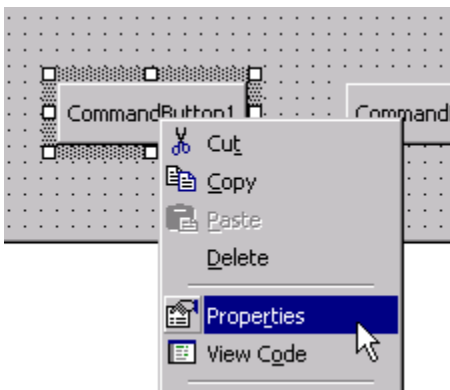 CommandButton1
Command
Cut
Copy
Paste
Delete
Properties
View Code